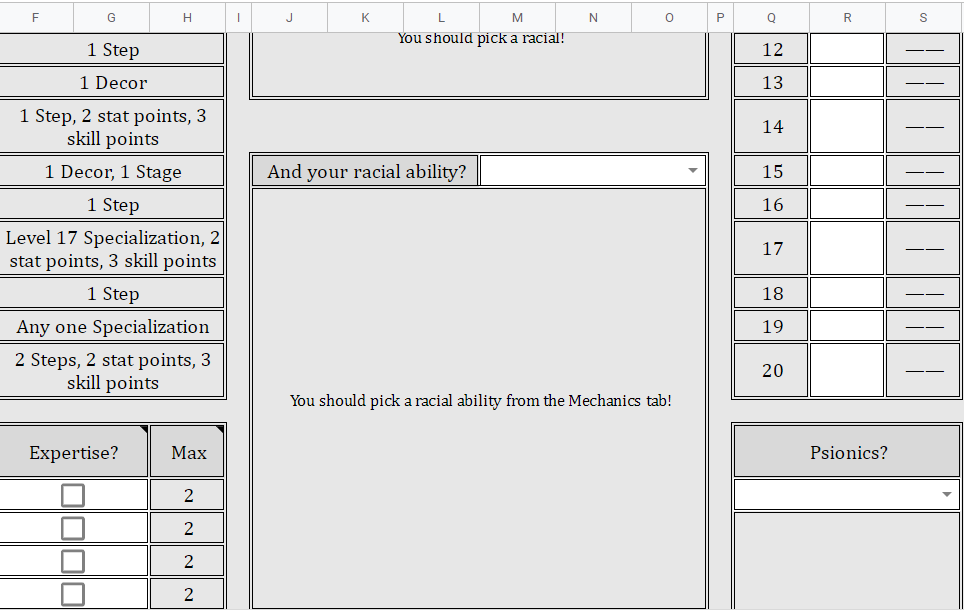 F G H I J K L M N O P Q R S
1 Step
1 Decor
1 Step, 2 stat points, 3
skill points
1 Decor, 1 Stage
1 Step
Level 17 Specialization, 2
stat points, 3 skill points
1 Step
Any one Specialization
2 Steps, 2 stat points, 3
skill points
Expertise? Max
2
2
2
2
You should pick a racial!
And your racial ability?
You should pick a racial ability from the Mechanics tab!
12 ——
13 ——
14 ——
15 ——
16 ——
17 ——
18 ——
19 ——
20 ——
Psionics?